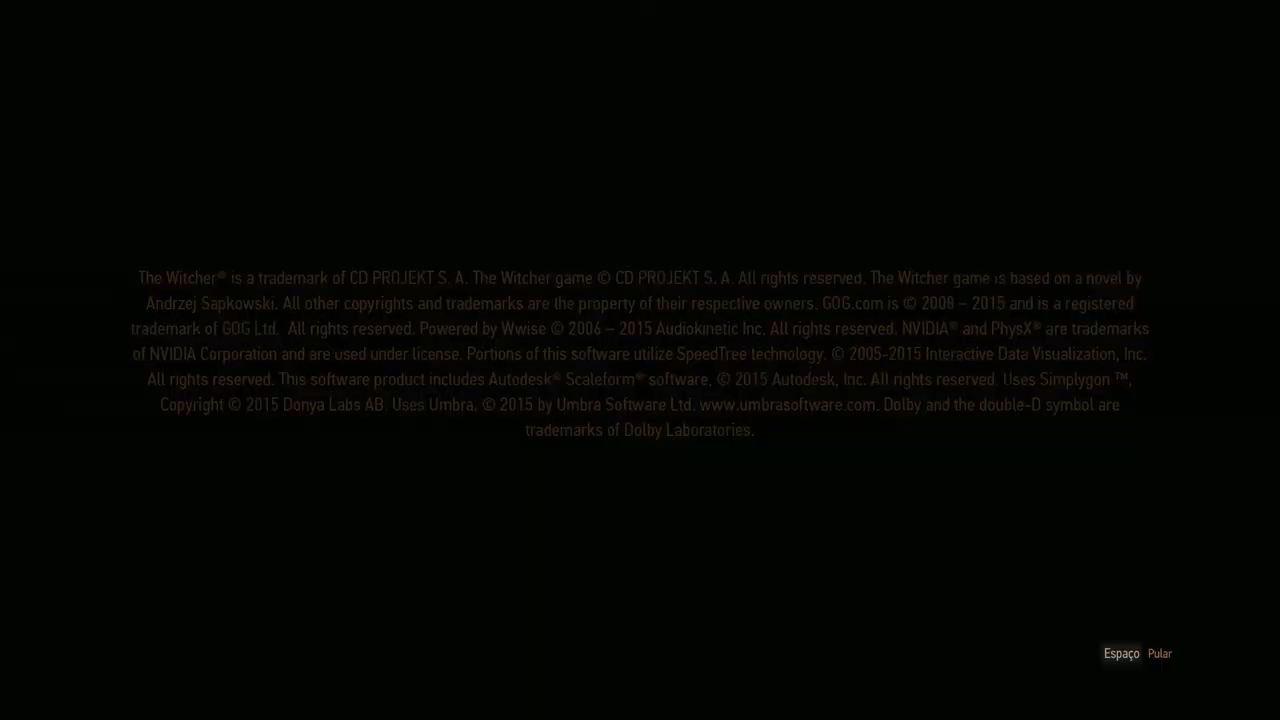 The Witcher® is a trademark of CD PROJEKT S. A. The Witcher game © CD PROJEKT S. A. All rights reserved. The Witcher game is based on a novel by
Andrzej Sapkowski. All other copyrights and trademarks are the property of their respective owners. GOG.com is © 2008 – 2015 and is a registered
trademark of GOG Ltd. All rights reserved. Powered by Wwise © 2006 – 2015 Audiokinetic Inc. All rights reserved. NVIDIA® and PhysX® are trademarks
of NVIDIA Corporation and are used under license. Portions of this software utilize SpeedTree technology. © 2005-2015 Interactive Data Visualization, Inc.
All rights reserved. This software product includes Autodesk® Scaleform® software, © 2015 Autodesk, Inc. All rights reserved. Uses Simplygon ™,
Copyright © 2015 Donya Labs AB. Uses Umbra. © 2015 by Umbra Software Ltd. www.umbrasoftware.com. Dolby and the double-D symbol are
trademarks of Dolby Laboratories.
Espaço Pular